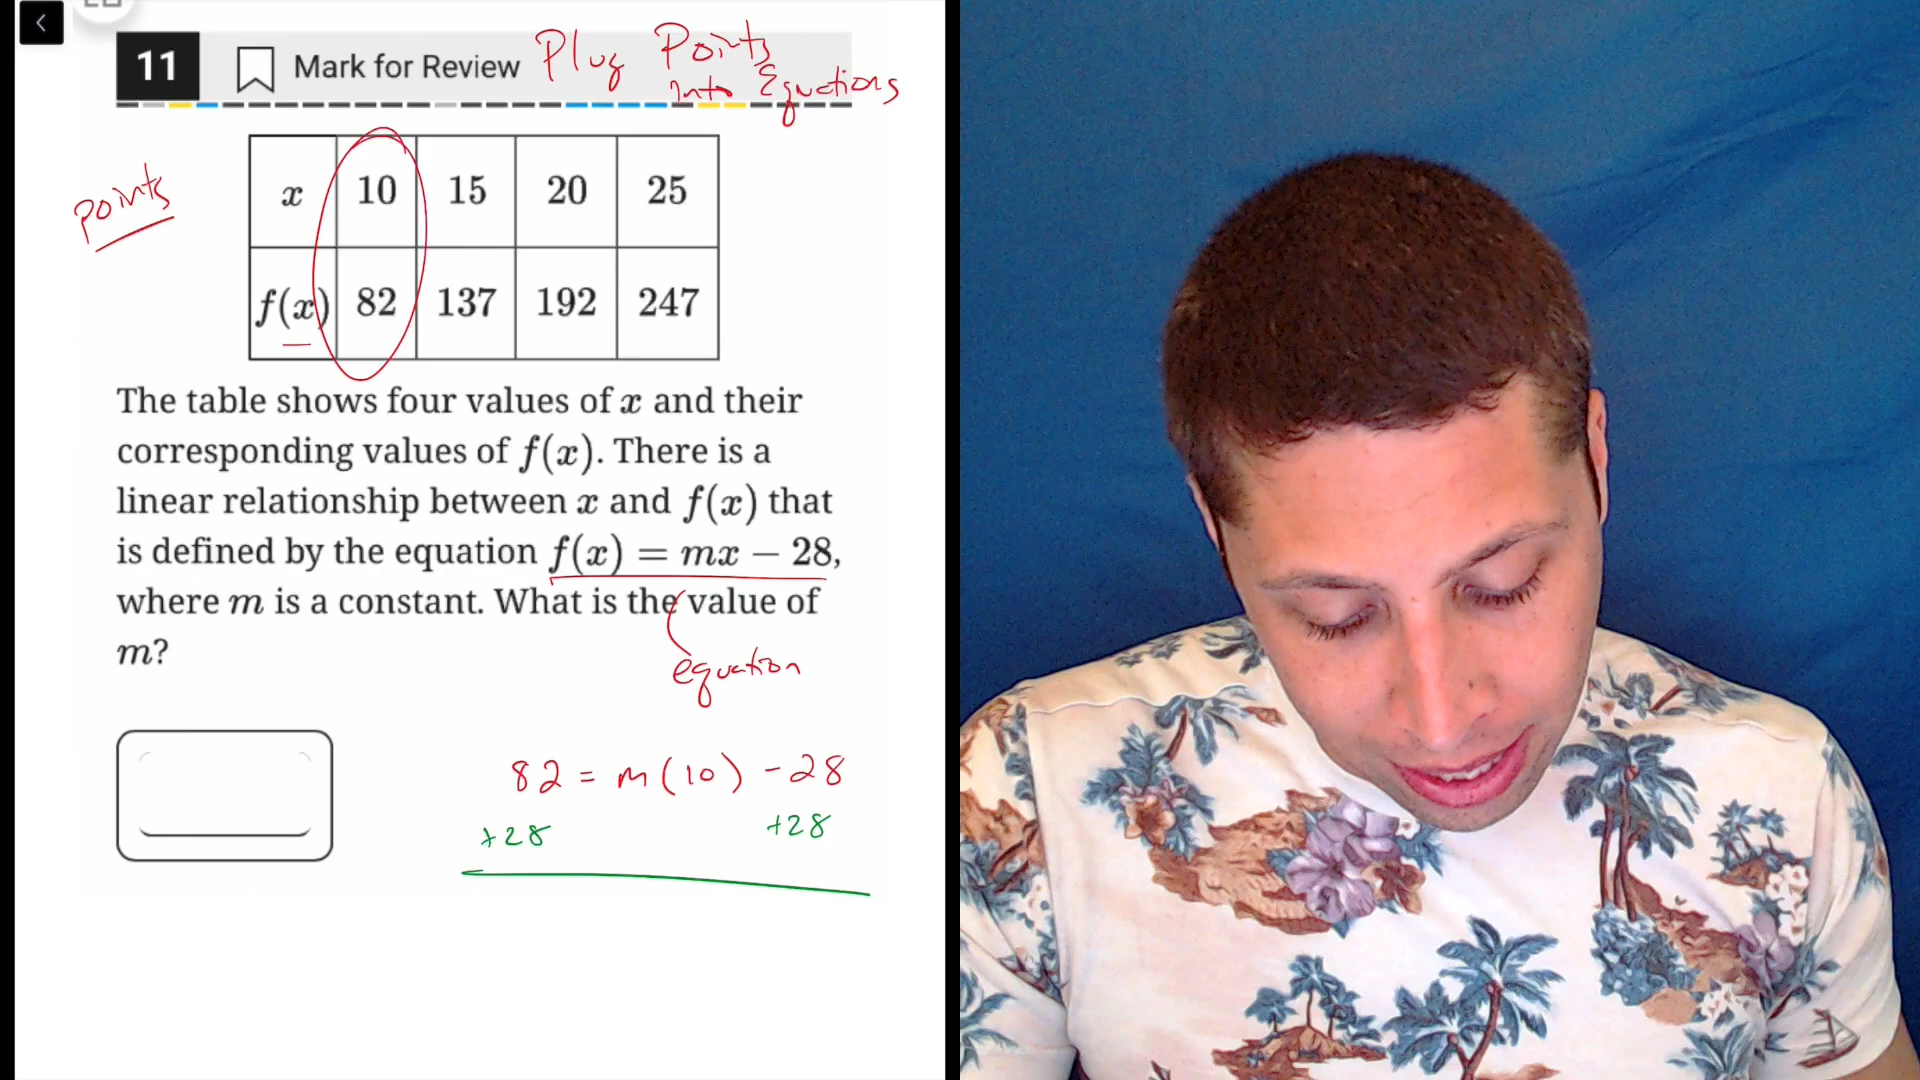 11 Mark for Review Plug Points
into Equations
points
x 10 15 20 25
f(x) 82 137 192 247
The table shows four values of x and their
corresponding values of f(x). There is a
linear relationship between x and f(x) that
is defined by the equation f(x) = mx − 28,
where m is a constant. What is the value of
m?
equation
82 = m(10) -28
+28 +28